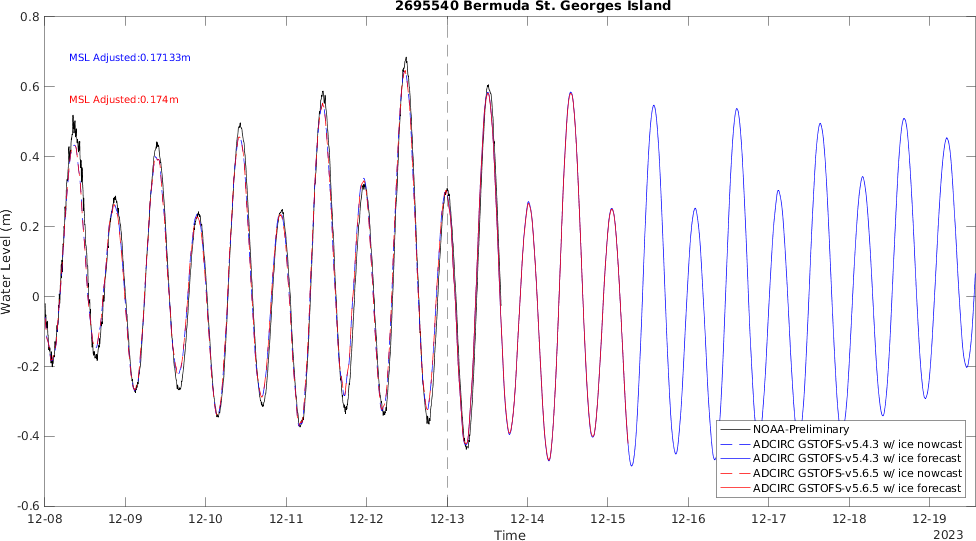 2695540 Bermuda St. Georges Island
0.8
MSL Adjusted:0.17133m
0.6
MSL Adjusted:0.174m
0.4
0.2
0
-0.2
-0.4
-0.6
Water Level (m)
NOAA-Preliminary
ADCIRC GSTOFS-v5.4.3 w/ ice nowcast
ADCIRC GSTOFS-v5.4.3 w/ ice forecast
ADCIRC GSTOFS-v5.6.5 w/ ice nowcast
ADCIRC GSTOFS-v5.6.5 w/ ice forecast
12-08 12-09 12-10 12-11 12-12 12-13 12-14 12-15 12-16 12-17 12-18 12-19
Time 2023